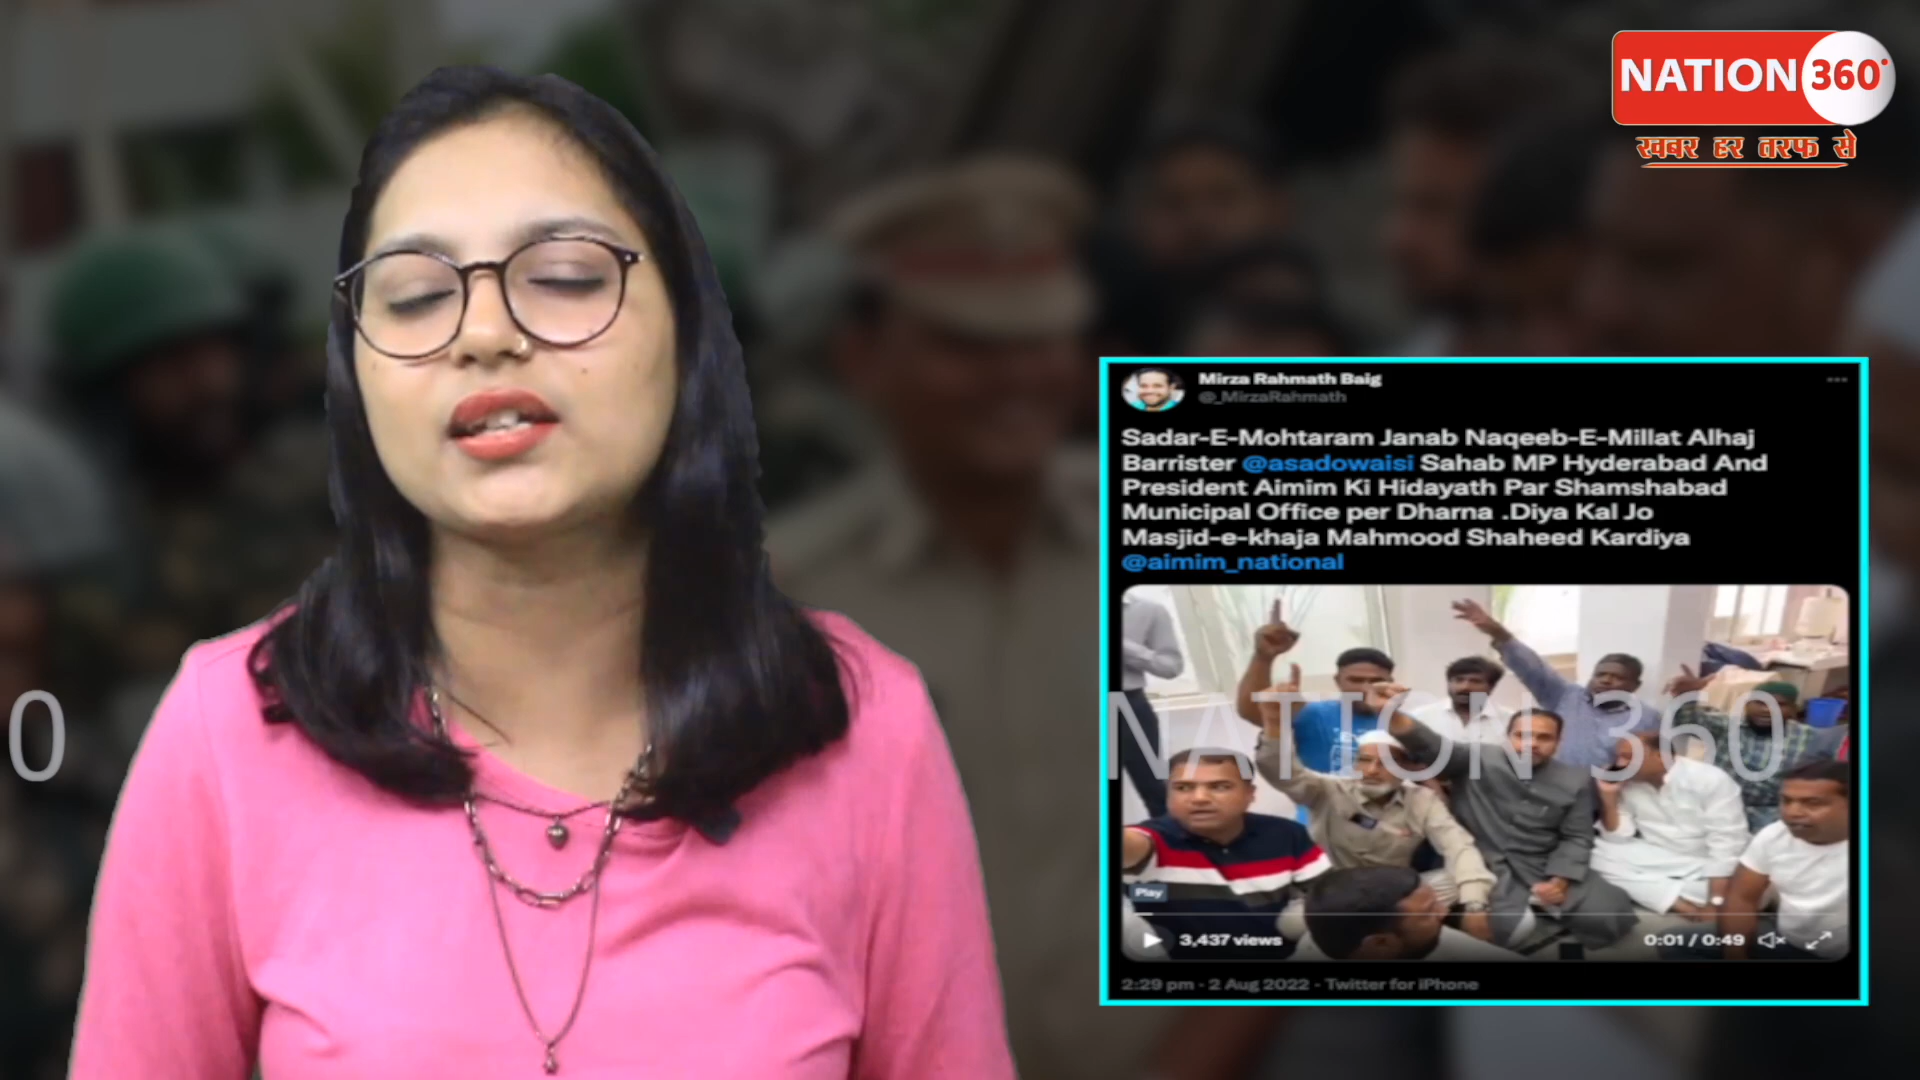 NATION 360°
खबर हर तरफ से
Mirza Rahmath Baig
@_MirzaRahmath
Sadar-E-Mohtaram Janab Naqeeb-E-Millat Alhaj
Barrister @asadowaisi Sahab MP Hyderabad And
President Aimim Ki Hidayath Par Shamshabad
Municipal Office per Dharna .Diya Kal Jo
Masjid-e-khaja Mahmood Shaheed Kardiya
@aimim_national
0
NATION 360
Play
3,437 views
0:01 / 0:49
2:29 pm - 2 Aug 2022 - Twitter for iPhone